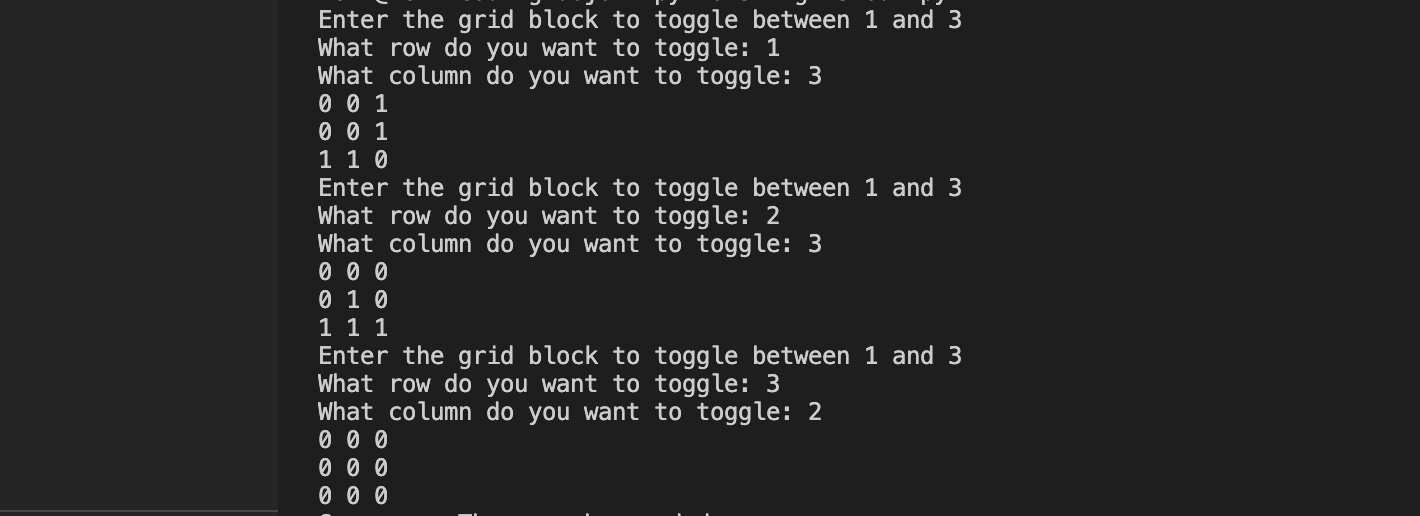 Enter the grid block to toggle between 1 and 3
What row do you want to toggle: 1
What column do you want to toggle: 3
0 0 1
0 0 1
1 1 0
Enter the grid block to toggle between 1 and 3
What row do you want to toggle: 2
What column do you want to toggle: 3
0 0 0
0 1 0
1 1 1
Enter the grid block to toggle between 1 and 3
What row do you want to toggle: 3
What column do you want to toggle: 2
0 0 0
0 0 0
0 0 0